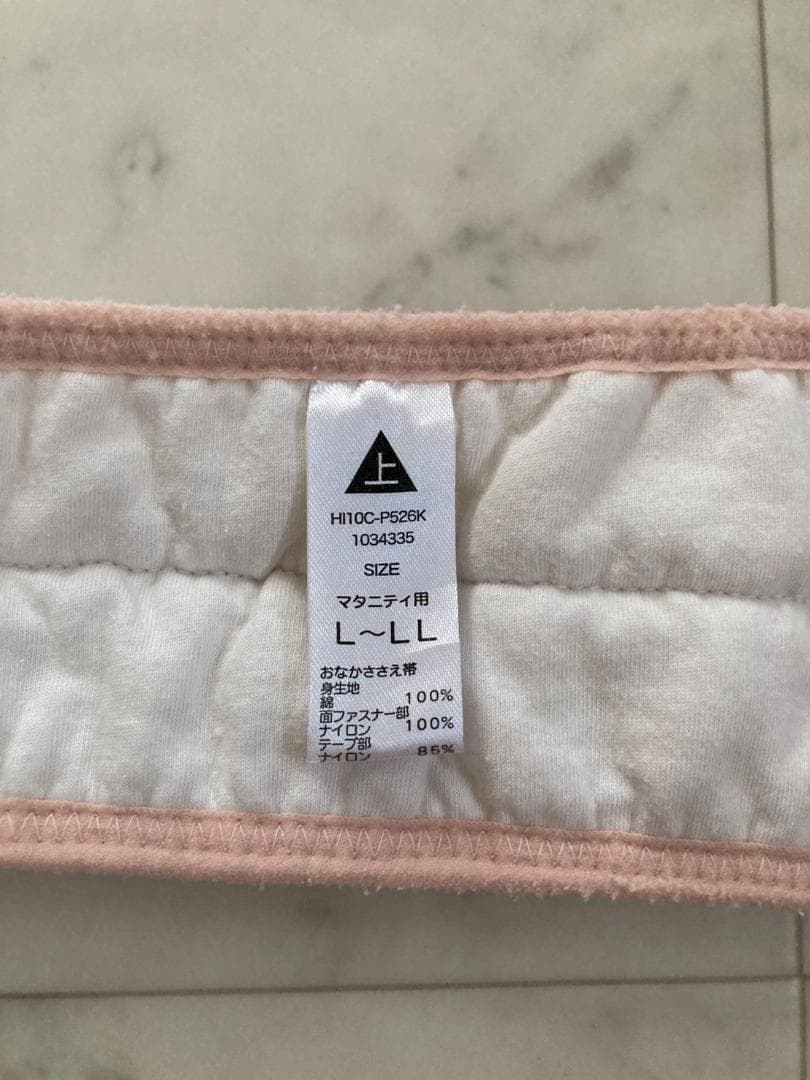 上
HI10C-P526K
1034335
SIZE
マタニティ用
L〜LL
おなかささえ帯
身生地
綿 100%
面ファスナー部
ナイロン 100%
テープ部
ナイロン 85%